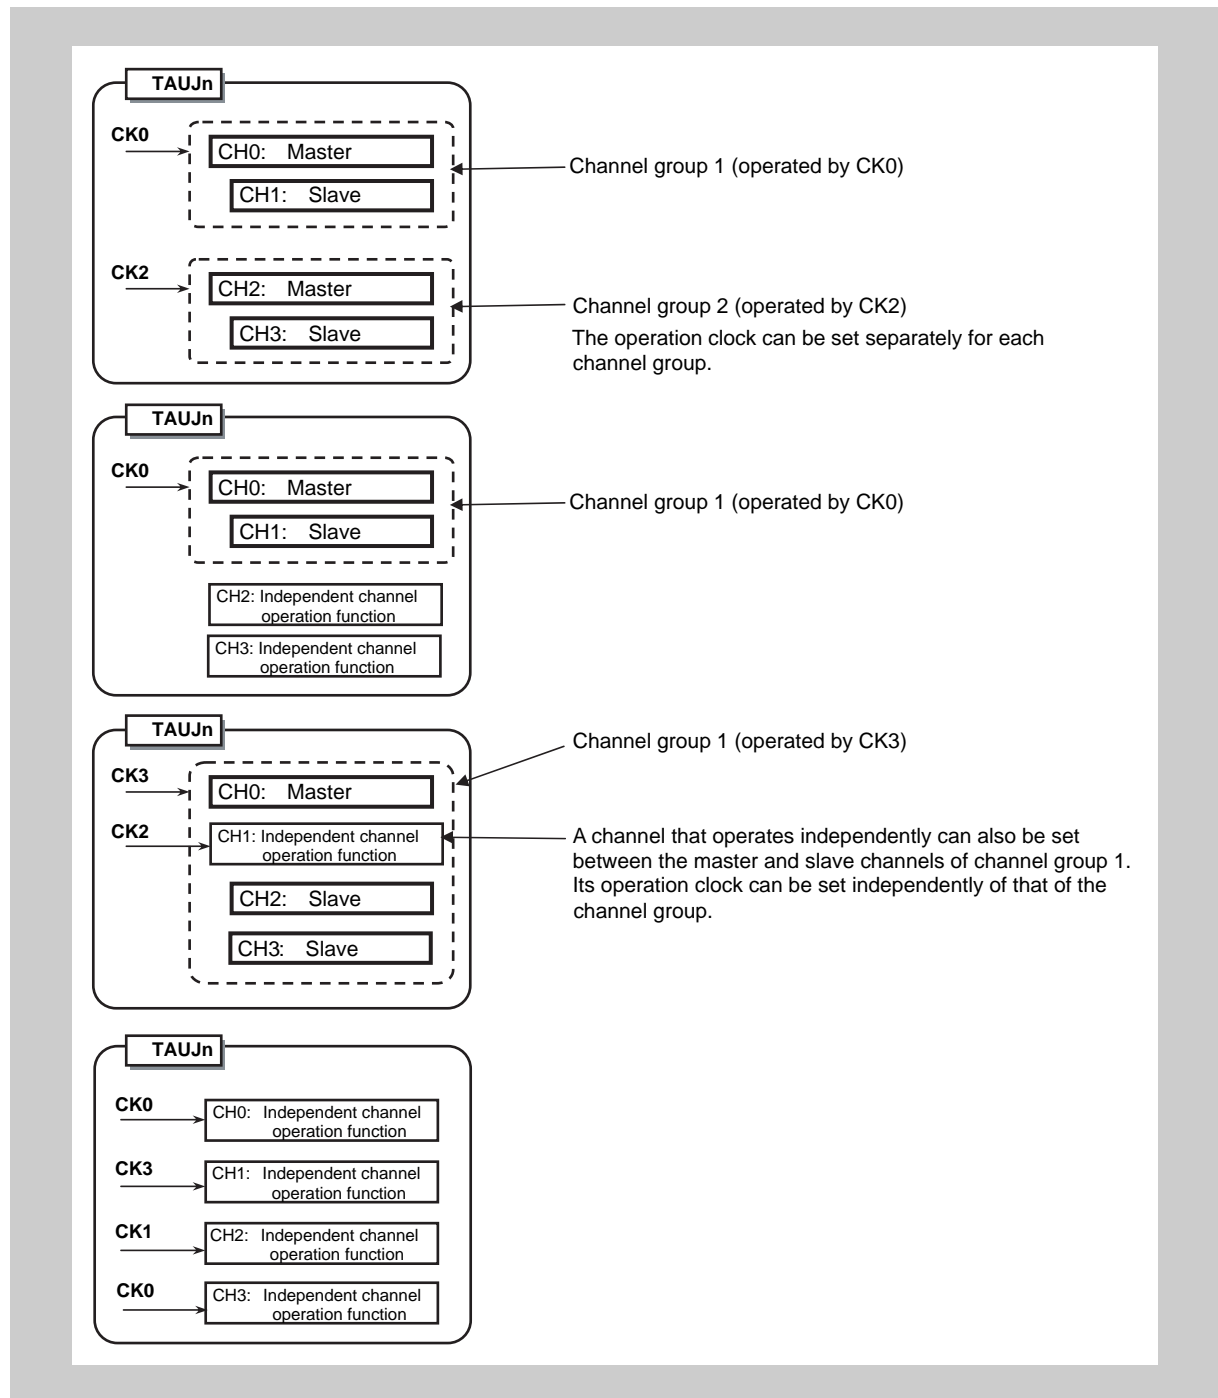 TAUJn
CK0
CH0: Master
CH1: Slave
Channel group 1 (operated by CK0)
CK2
CH2: Master
CH3: Slave
Channel group 2 (operated by CK2)
The operation clock can be set separately for each
channel group.
TAUJn
CK0
CH0: Master
CH1: Slave
Channel group 1 (operated by CK0)
CH2: Independent channel
operation function
CH3: Independent channel
operation function
TAUJn
Channel group 1 (operated by CK3)
CK3
CH0: Master
CK2
CH1: Independent channel
operation function
A channel that operates independently can also be set
between the master and slave channels of channel group 1.
Its operation clock can be set independently of that of the
channel group.
CH2: Slave
CH3: Slave
TAUJn
CK0
CH0: Independent channel
operation function
CK3
CH1: Independent channel
operation function
CK1
CH2: Independent channel
operation function
CK0
CH3: Independent channel
operation function